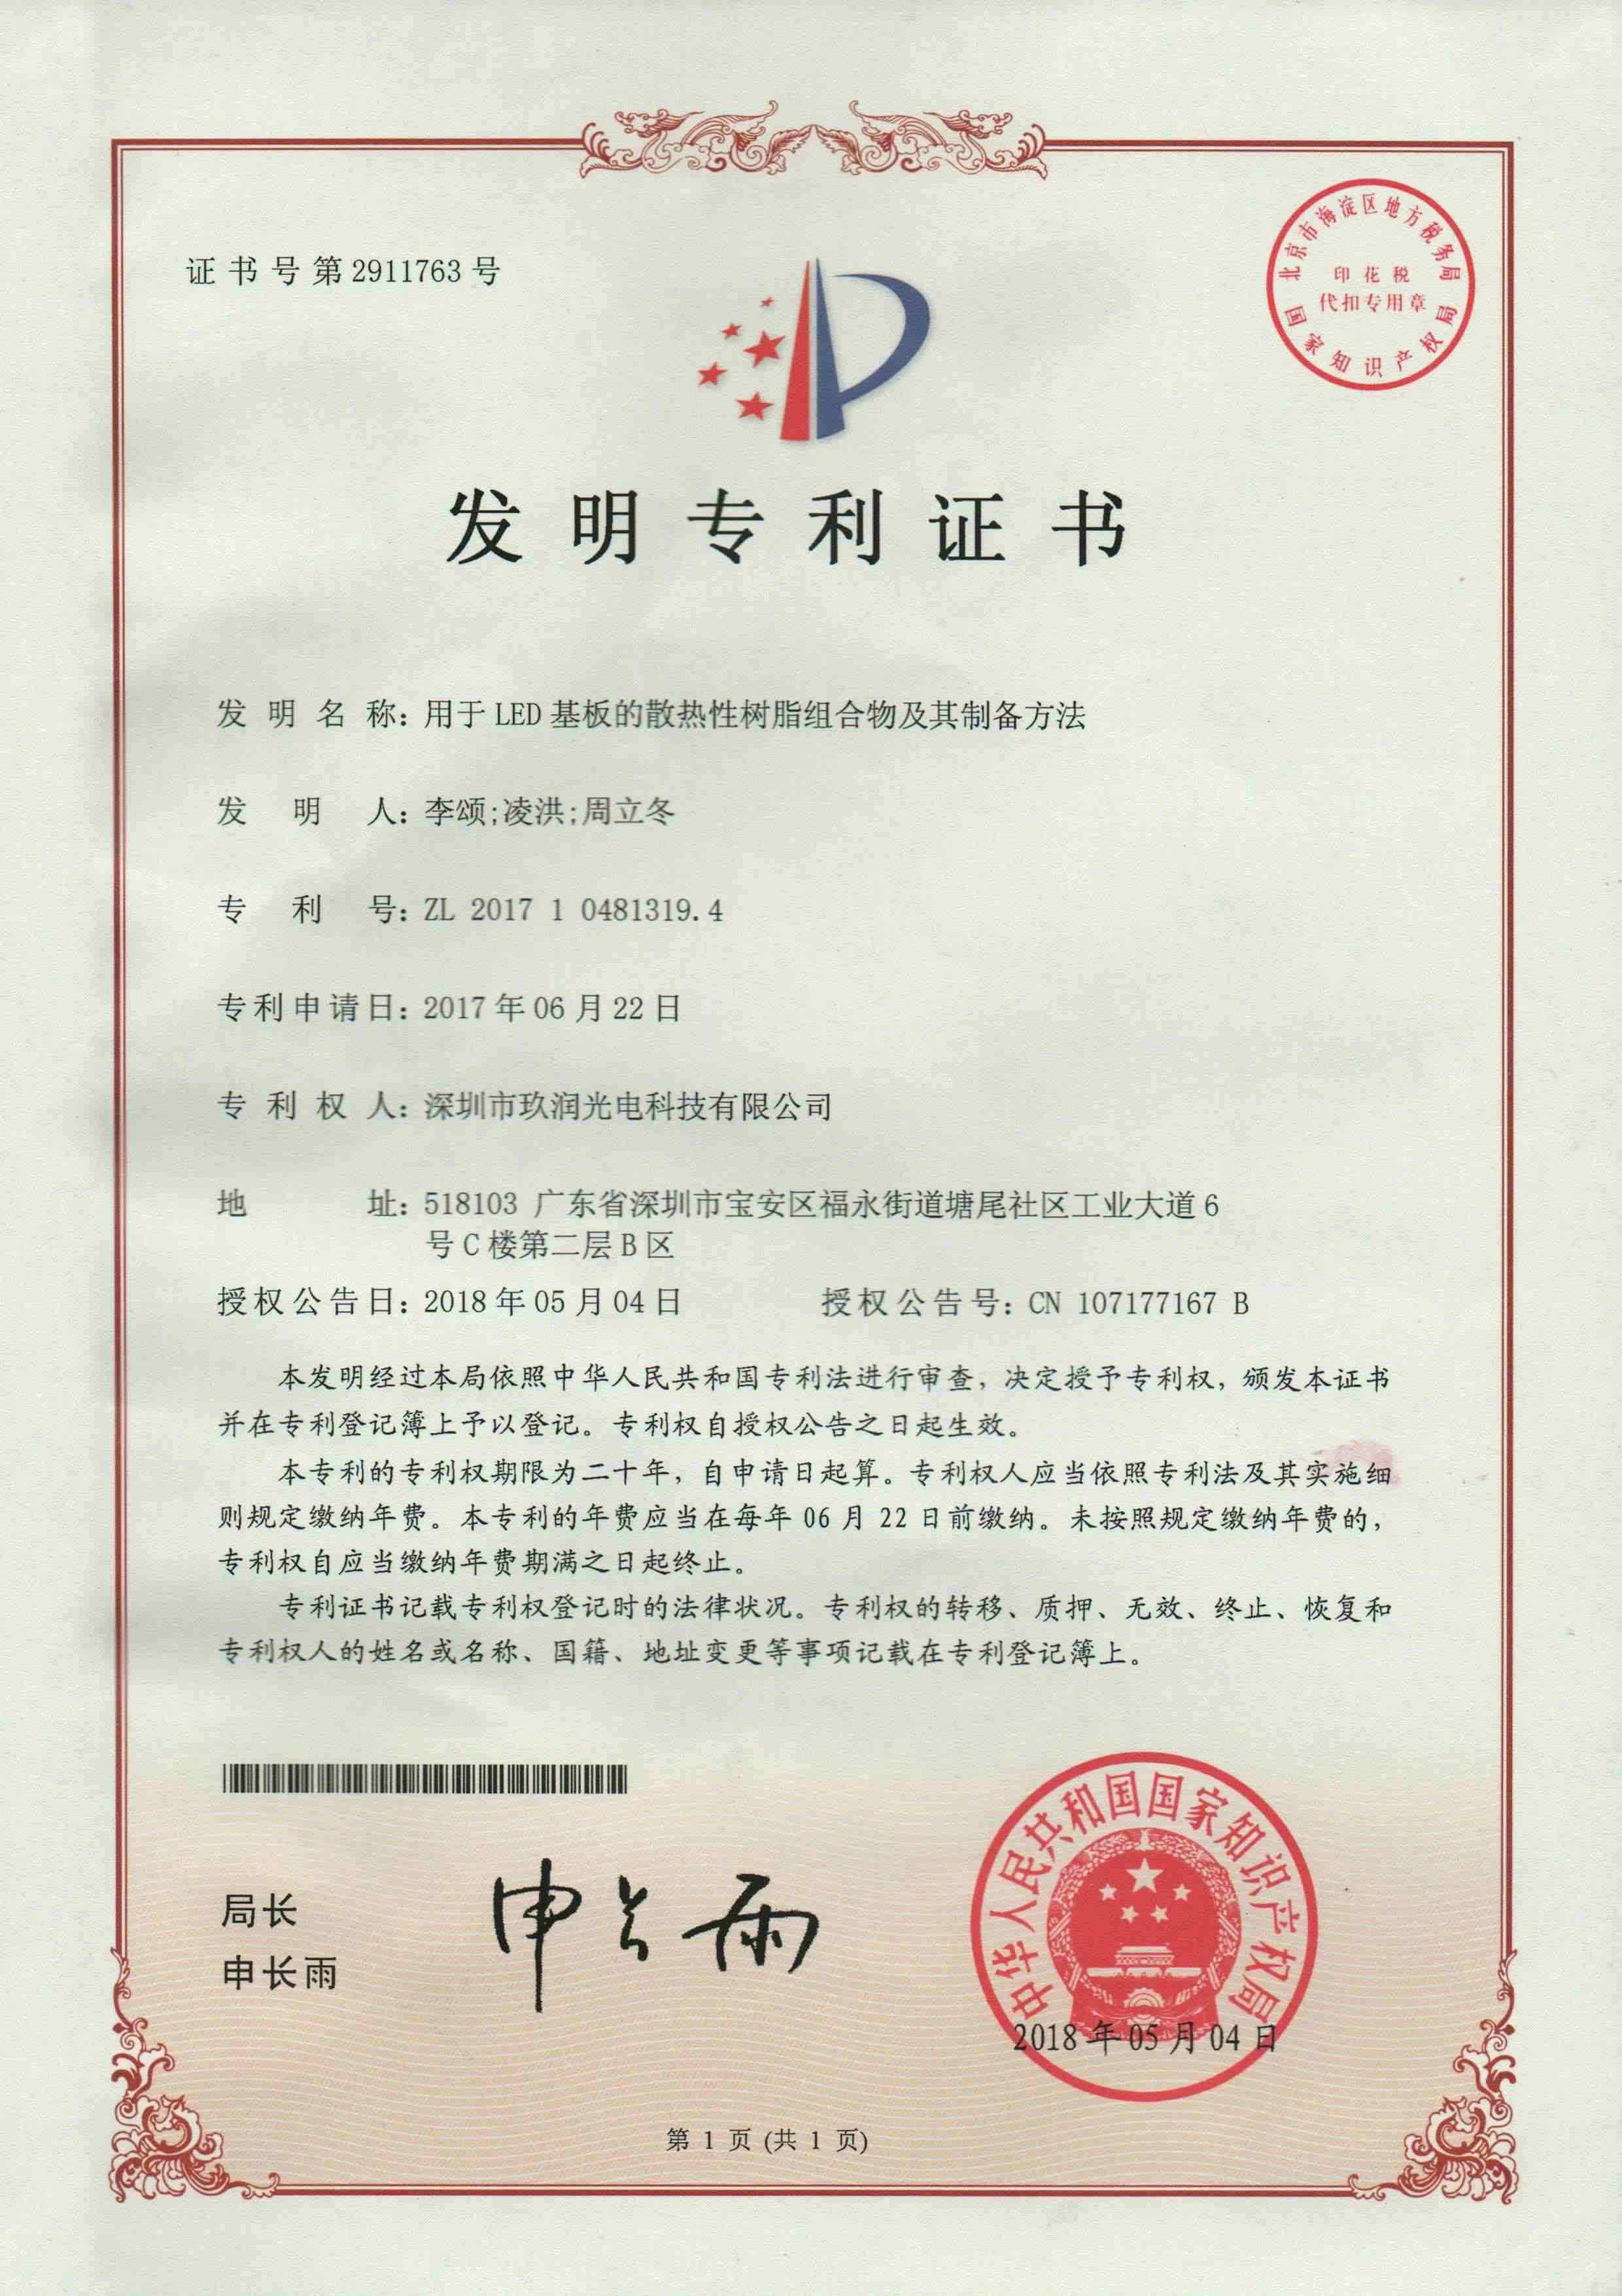 证书号第2911763号
北京市海淀区地方税务局
印花税
代扣专用章
国家知识产权局
发明专利证书
发明名称：用于LED基板的散热性树脂组合物及其制备方法
发明人：李颂;凌洪;周立冬
专利号：ZL 2017 1 0481319.4
专利申请日：2017年06月22日
专利权人：深圳市玖润光电科技有限公司
地址：518103 广东省深圳市宝安区福永街道塘尾社区工业大道6
号C楼第二层B区
授权公告日：2018年05月04日 授权公告号：CN 107177167 B
本发明经过本局依照中华人民共和国专利法进行审查，决定授予专利权，颁发本证书
并在专利登记簿上予以登记。专利权自授权公告之日起生效。
本专利的专利权期限为二十年，自申请日起算。专利权人应当依照专利法及其实施细
则规定缴纳年费。本专利的年费应当在每年06月22日前缴纳。未按照规定缴纳年费的，
专利权自应当缴纳年费期满之日起终止。
专利证书记载专利权登记时的法律状况。专利权的转移、质押、无效、终止、恢复和
专利权人的姓名或名称、国籍、地址变更等事项记载在专利登记簿上。
局长
申长雨
申长雨
中华人民共和国国家知识产权局
2018年05月04日
第 1 页 (共 1 页)